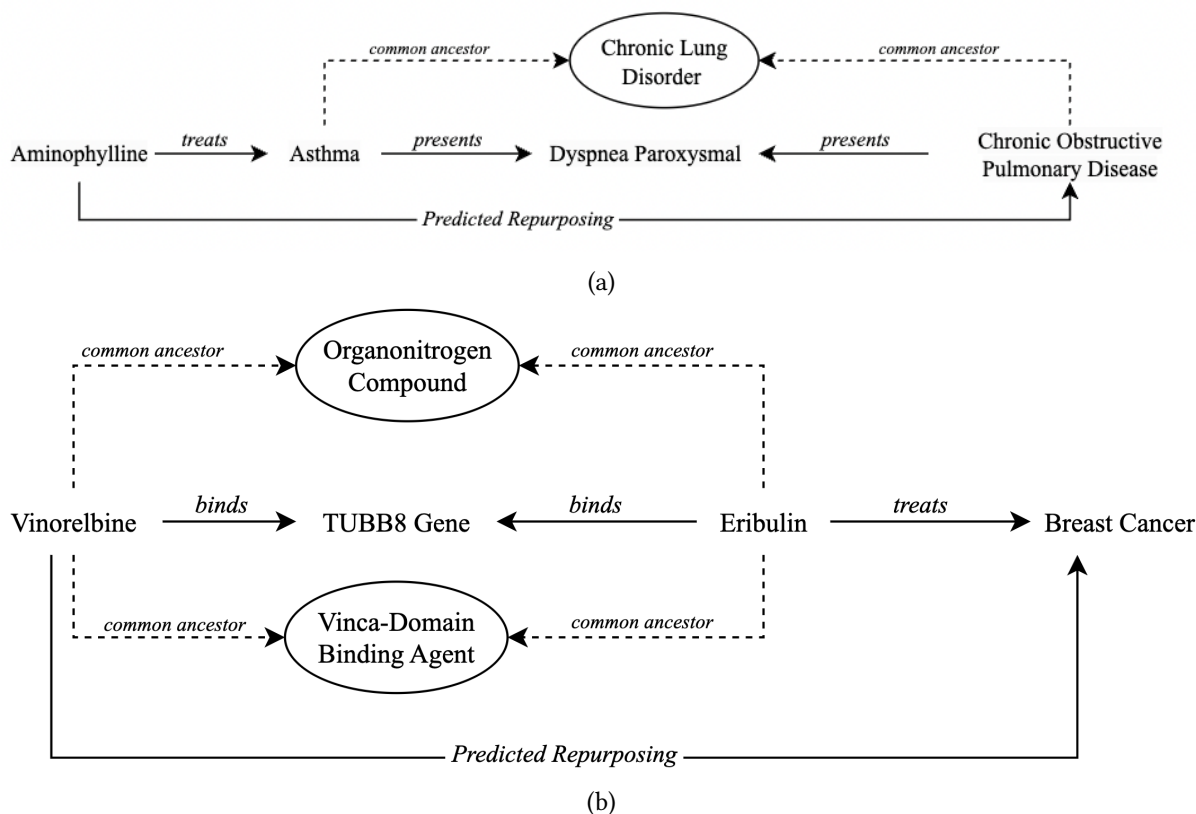 common ancestor
Chronic Lung
Disorder
common ancestor
Aminophylline
treats
Asthma
presents
Dyspnea Paroxysmal
presents
Chronic Obstructive
Pulmonary Disease
Predicted Repurposing
(a)
common ancestor
Organonitrogen
Compound
common ancestor
Vinorelbine
binds
TUBB8 Gene
binds
Eribulin
treats
Breast Cancer
common ancestor
Vinca-Domain
Binding Agent
common ancestor
Predicted Repurposing
(b)